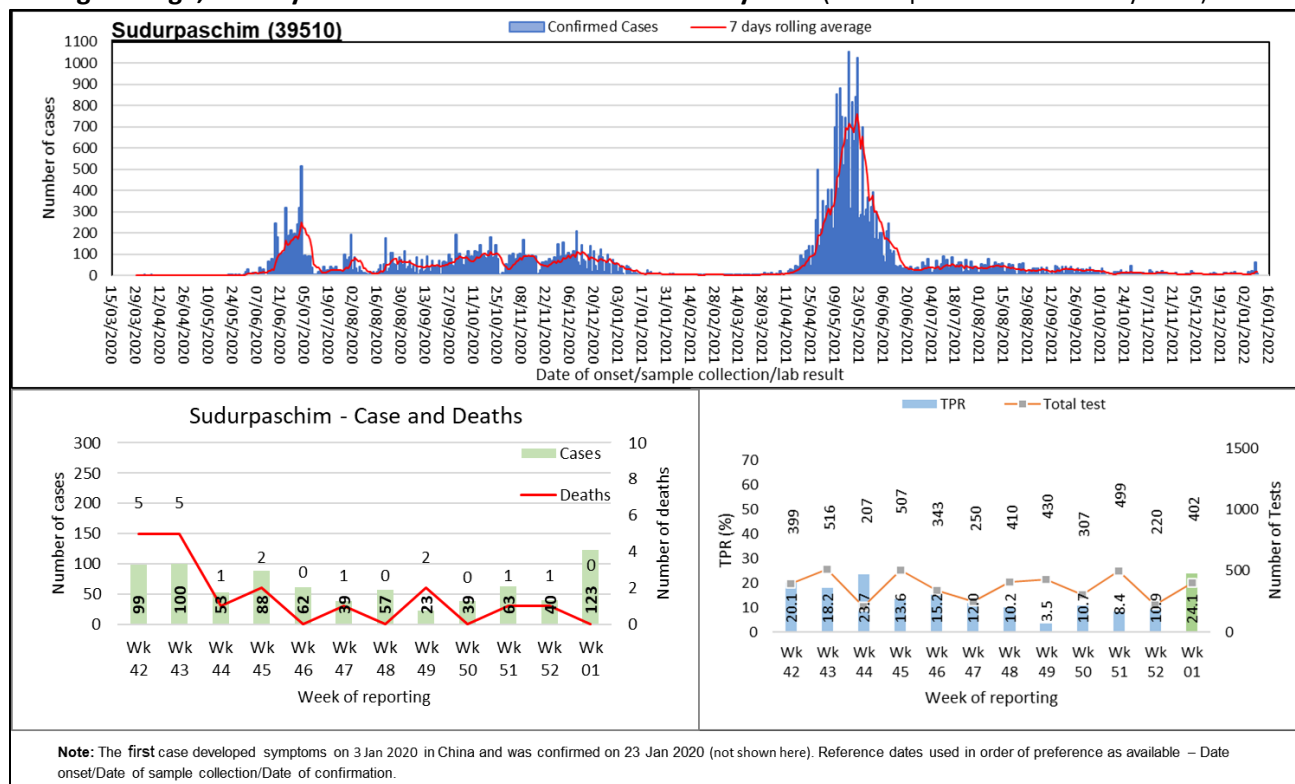 Sudurpaschim (39510)
Confirmed Cases 7 days rolling average
Number of cases
1100
1000
900
800
700
600
500
400
300
200
100
0
15/03/2020 29/03/2020 12/04/2020 26/04/2020 10/05/2020 24/05/2020 07/06/2020 21/06/2020 05/07/2020 19/07/2020 02/08/2020 16/08/2020 30/08/2020 13/09/2020 27/09/2020 11/10/2020 25/10/2020 08/11/2020 22/11/2020 06/12/2020 20/12/2020 03/01/2021 17/01/2021 31/01/2021 14/02/2021 28/02/2021 14/03/2021 28/03/2021 11/04/2021 25/04/2021 09/05/2021 23/05/2021 06/06/2021 20/06/2021 04/07/2021 18/07/2021 01/08/2021 15/08/2021 29/08/2021 12/09/2021 26/09/2021 10/10/2021 24/10/2021 07/11/2021 21/11/2021 05/12/2021 19/12/2021 02/01/2022 16/01/2022
Date of onset/sample collection/lab result
Sudurpaschim - Case and Deaths
Cases
Deaths
Number of cases
300
250
200
150
100
50
0
10
8
6
4
2
0
Number of deaths
5 5 1 2 0 1 0 2 0 1 1 0
99 100 53 88 62 39 57 23 39 63 40 123
Wk Wk Wk Wk Wk Wk Wk Wk Wk Wk Wk Wk
42 43 44 45 46 47 48 49 50 51 52 01
Week of reporting
TPR Total test
TPR (%)
70
60
50
40
30
20
10
0
1500
1000
500
0
Number of Tests
399 516 207 507 343 250 410 430 307 499 220 402
20.1 18.2 23.7 13.6 15.2 12.0 10.2 3.5 10.7 8.4 10.9 24.1
Wk Wk Wk Wk Wk Wk Wk Wk Wk Wk Wk Wk
42 43 44 45 46 47 48 49 50 51 52 01
Week of reporting
Note: The first case developed symptoms on 3 Jan 2020 in China and was confirmed on 23 Jan 2020 (not shown here). Reference dates used in order of preference as available – Date
onset/Date of sample collection/Date of confirmation.